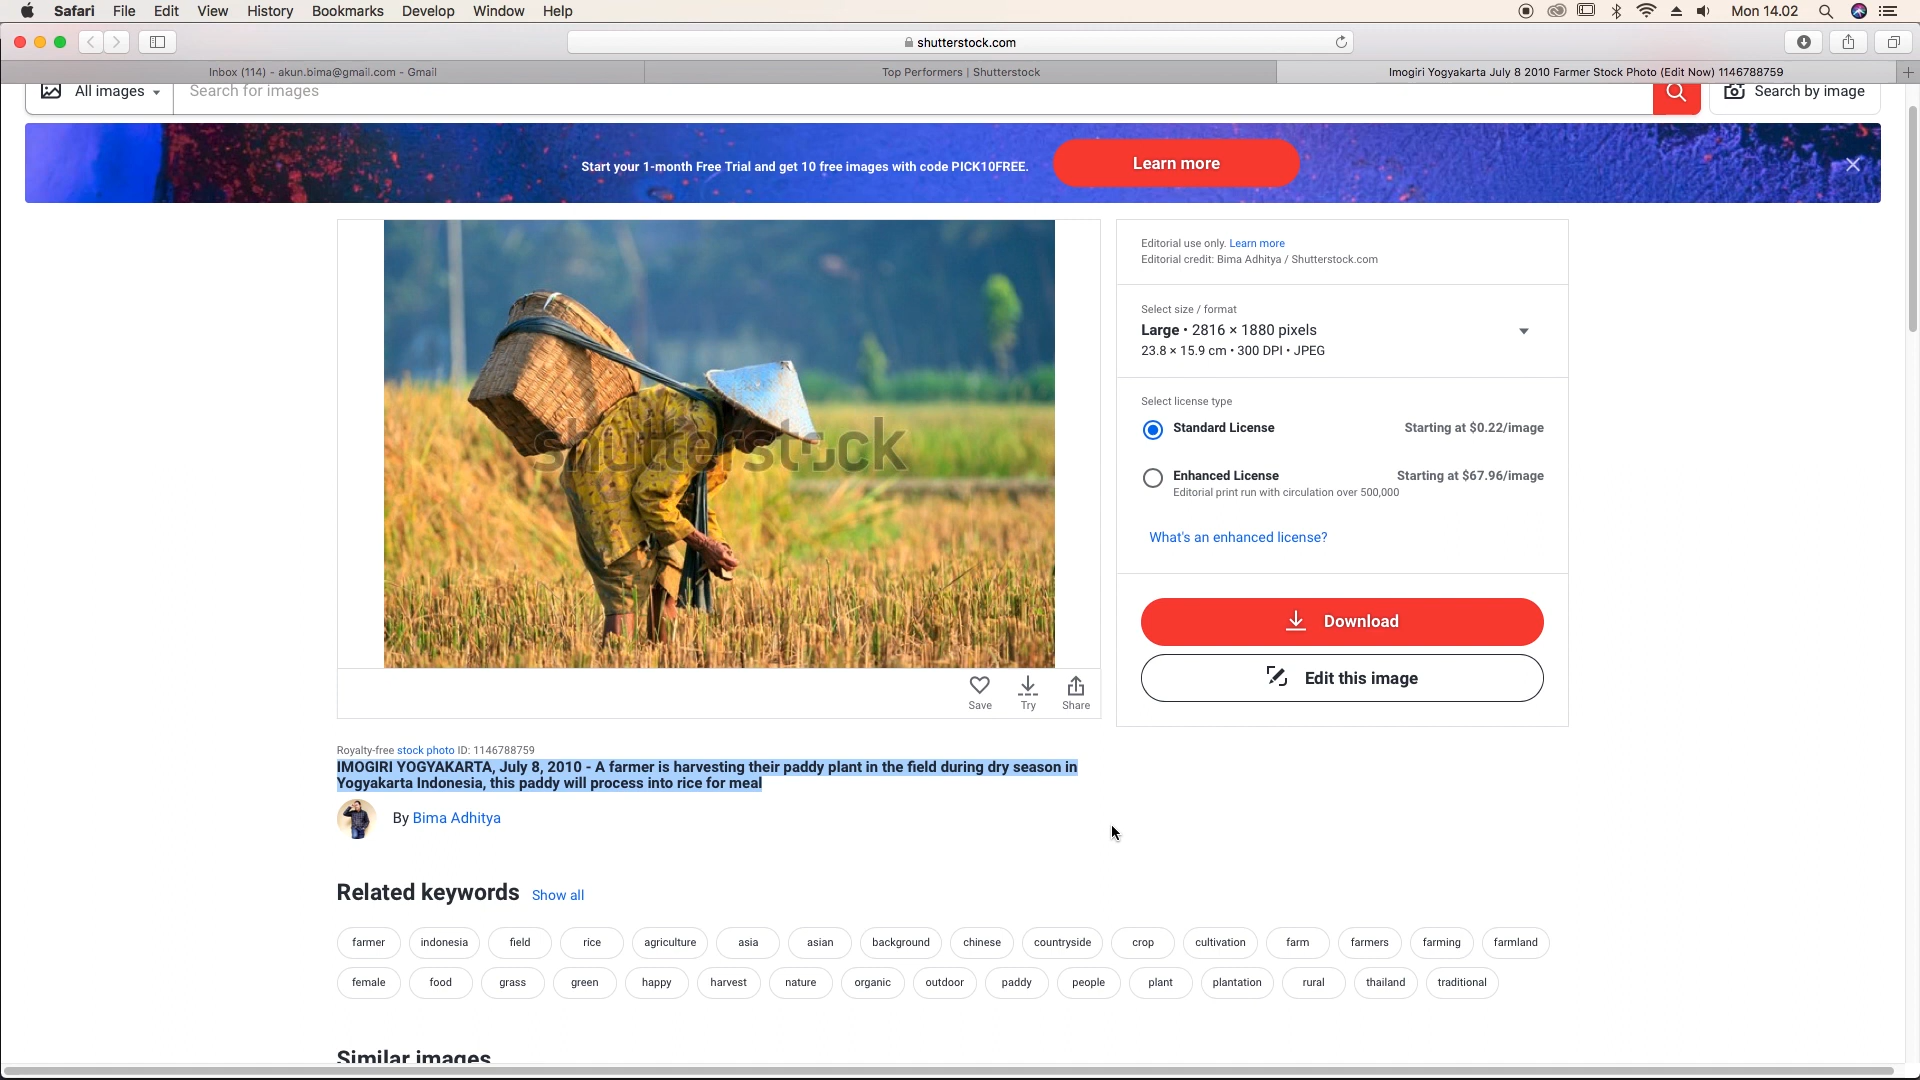 Safari File Edit View History Bookmarks Develop Window Help Mon 14.02
shutterstock.com
Inbox (114) - akun.bima@gmail.com - Gmail
Top Performers | Shutterstock
Imogiri Yogyakarta July 8 2010 Farmer Stock Photo (Edit Now) 1146788759
All images
Search for images
Search by image
Start your 1-month Free Trial and get 10 free images with code PICK10FREE.
Learn more
shutterstock
Save Try Share
Editorial use only. Learn more
Editorial credit: Bima Adhitya / Shutterstock.com
Select size / format
Large • 2816 × 1880 pixels
23.8 × 15.9 cm • 300 DPI • JPEG
Select license type
Standard License Starting at $0.22/image
Enhanced License Starting at $67.96/image
Editorial print run with circulation over 500,000
What's an enhanced license?
Download
Edit this image
Royalty-free stock photo ID: 1146788759
IMOGIRI YOGYAKARTA, July 8, 2010 - A farmer is harvesting their paddy plant in the field during dry season in
Yogyakarta Indonesia, this paddy will process into rice for meal
By Bima Adhitya
Related keywords Show all
farmer indonesia field rice agriculture asia asian background chinese countryside crop cultivation farm farmers farming farmland
female food grass green happy harvest nature organic outdoor paddy people plant plantation rural thailand traditional
Similar images